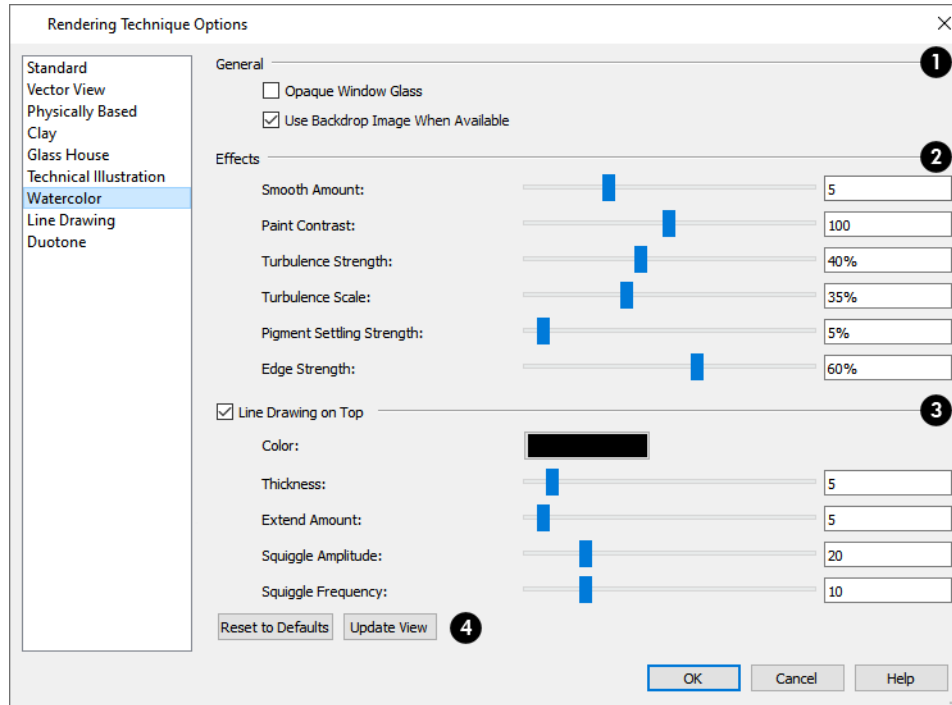 Rendering Technique Options
Standard
Vector View
Physically Based
Clay
Glass House
Technical Illustration
Watercolor
Line Drawing
Duotone
General
1
Opaque Window Glass
Use Backdrop Image When Available
Effects
2
Smooth Amount: 5
Paint Contrast: 100
Turbulence Strength: 40%
Turbulence Scale: 35%
Pigment Settling Strength: 5%
Edge Strength: 60%
Line Drawing on Top
3
Color:
Thickness: 5
Extend Amount: 5
Squiggle Amplitude: 20
Squiggle Frequency: 10
Reset to Defaults Update View 4
OK Cancel Help